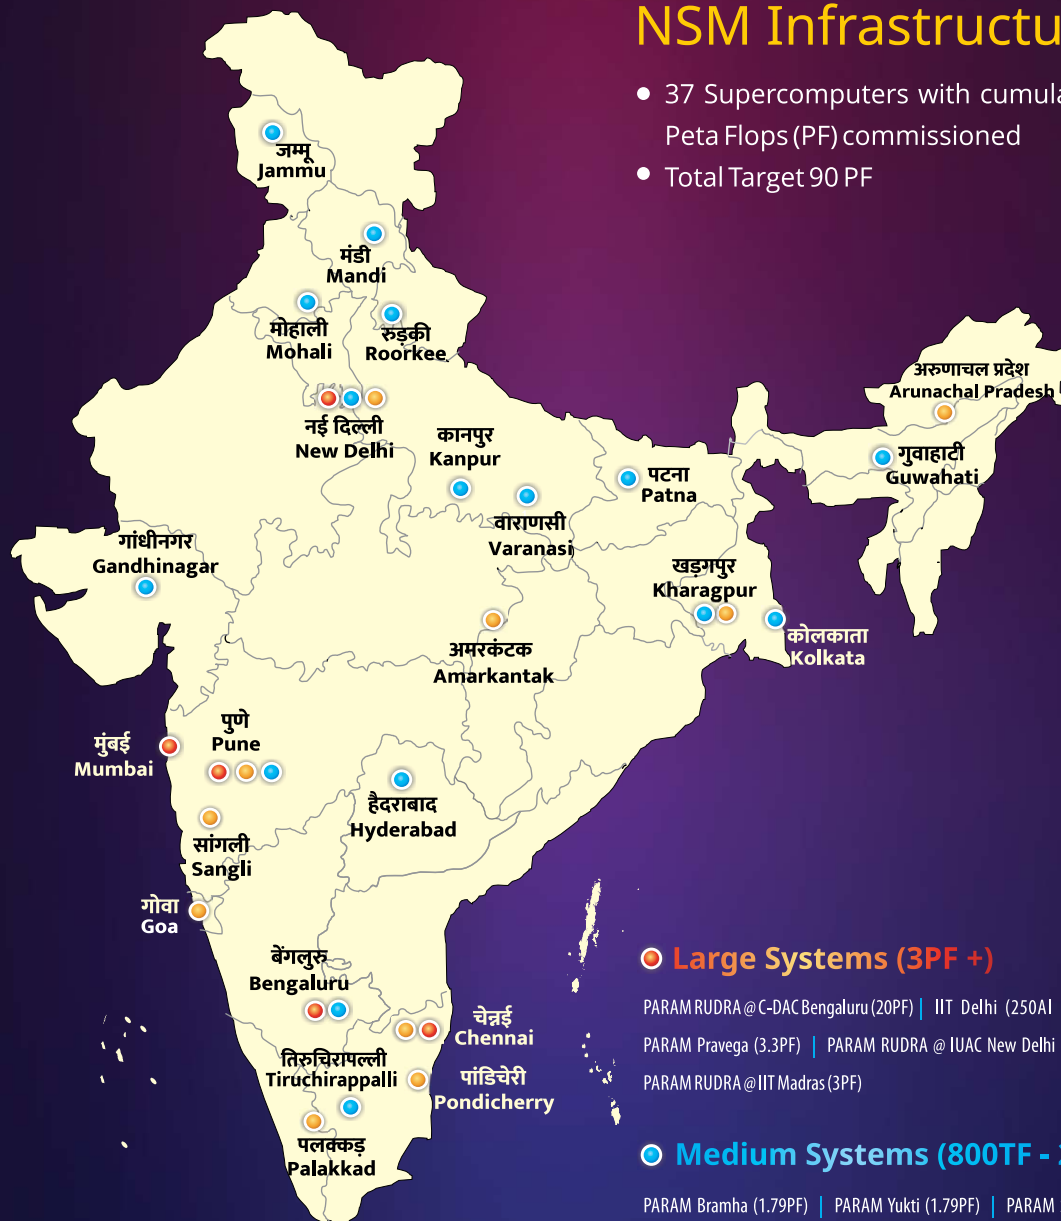 NSM Infrastructu
37 Supercomputers with cumula
Peta Flops (PF) commissioned
Total Target 90 PF
जम्मू
Jammu
मंडी
Mandi
मोहाली
Mohali
रुड़की
Roorkee
नई दिल्ली
New Delhi
कानपुर
Kanpur
वाराणसी
Varanasi
पटना
Patna
अरुणाचल प्रदेश
Arunachal Pradesh
गुवाहाटी
Guwahati
गांधीनगर
Gandhinagar
खड़गपुर
Kharagpur
कोलकाता
Kolkata
अमरकंटक
Amarkantak
मुंबई
Mumbai
पुणे
Pune
सांगली
Sangli
हैदराबाद
Hyderabad
गोवा
Goa
बेंगलुरु
Bengaluru
चेन्नई
Chennai
तिरुचिरापल्ली
Tiruchirappalli
पांडिचेरी
Pondicherry
पलक्कड़
Palakkad
Large Systems (3PF +)
PARAM RUDRA @ C-DAC Bengaluru (20PF) | IIT Delhi (250AI
PARAM Pravega (3.3PF) | PARAM RUDRA @ IUAC New Delhi
PARAM RUDRA @ IIT Madras (3PF)
Medium Systems (800TF -
PARAM Bramha (1.79PF) | PARAM Yukti (1.79PF) | PARAM